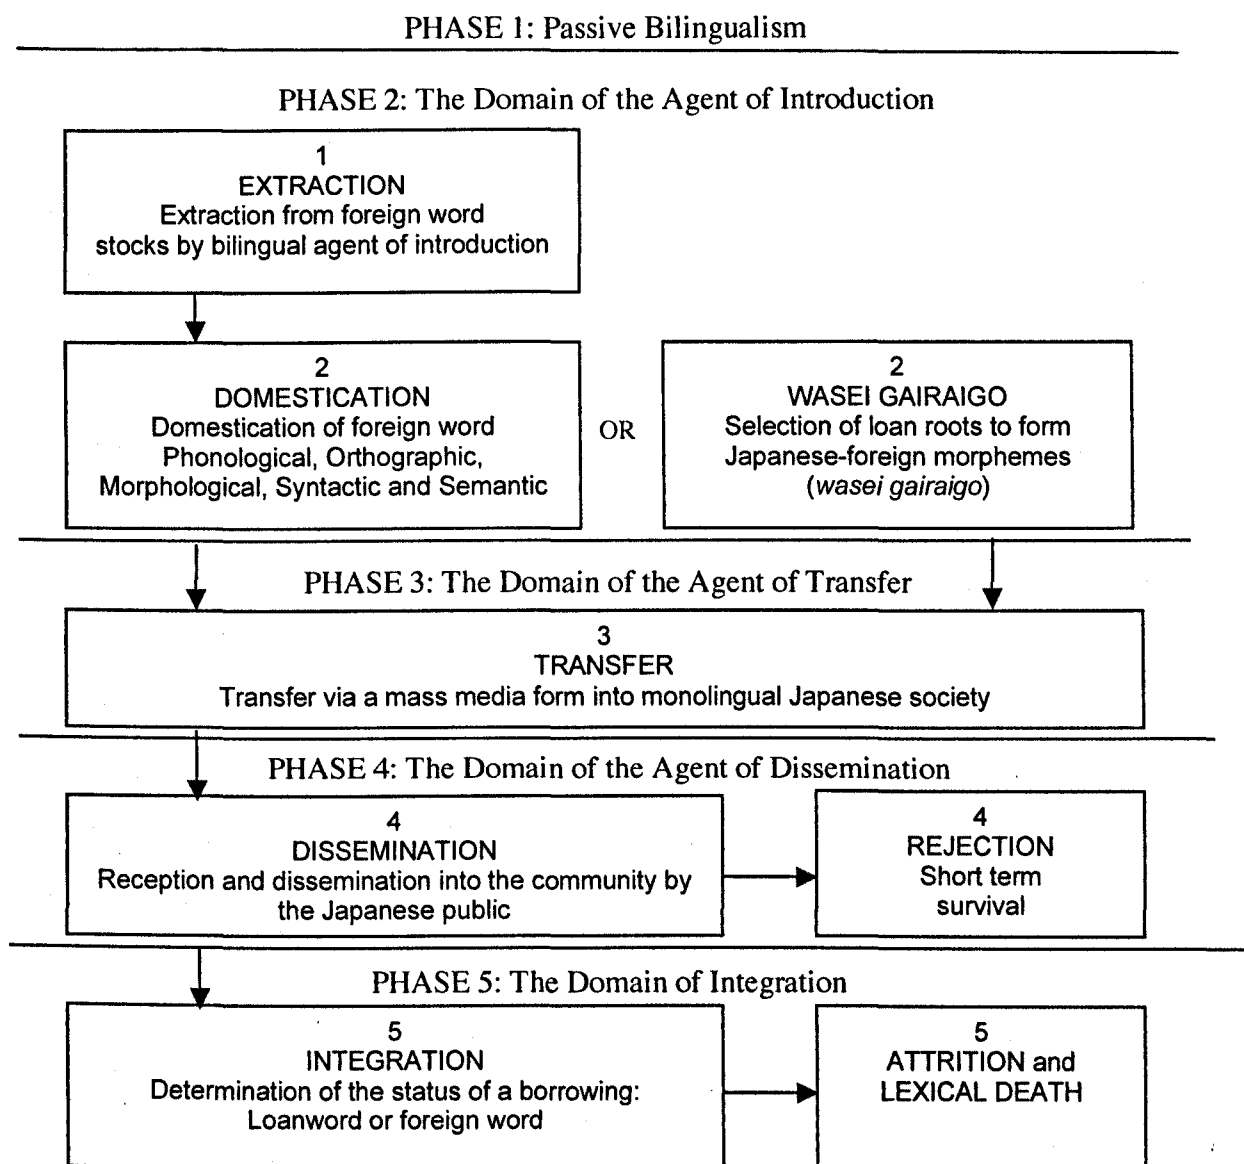 PHASE 1: Passive Bilingualism
PHASE 2: The Domain of the Agent of Introduction
1
EXTRACTION
Extraction from foreign word
stocks by bilingual agent of introduction
2
DOMESTICATION
Domestication of foreign word
Phonological, Orthographic,
Morphological, Syntactic and Semantic
OR
2
WASEI GAIRAIGO
Selection of loan roots to form
Japanese-foreign morphemes
(wasei gairaigo)
PHASE 3: The Domain of the Agent of Transfer
3
TRANSFER
Transfer via a mass media form into monolingual Japanese society
PHASE 4: The Domain of the Agent of Dissemination
4
DISSEMINATION
Reception and dissemination into the community by
the Japanese public
4
REJECTION
Short term
survival
PHASE 5: The Domain of Integration
5
INTEGRATION
Determination of the status of a borrowing:
Loanword or foreign word
5
ATTRITION and
LEXICAL DEATH